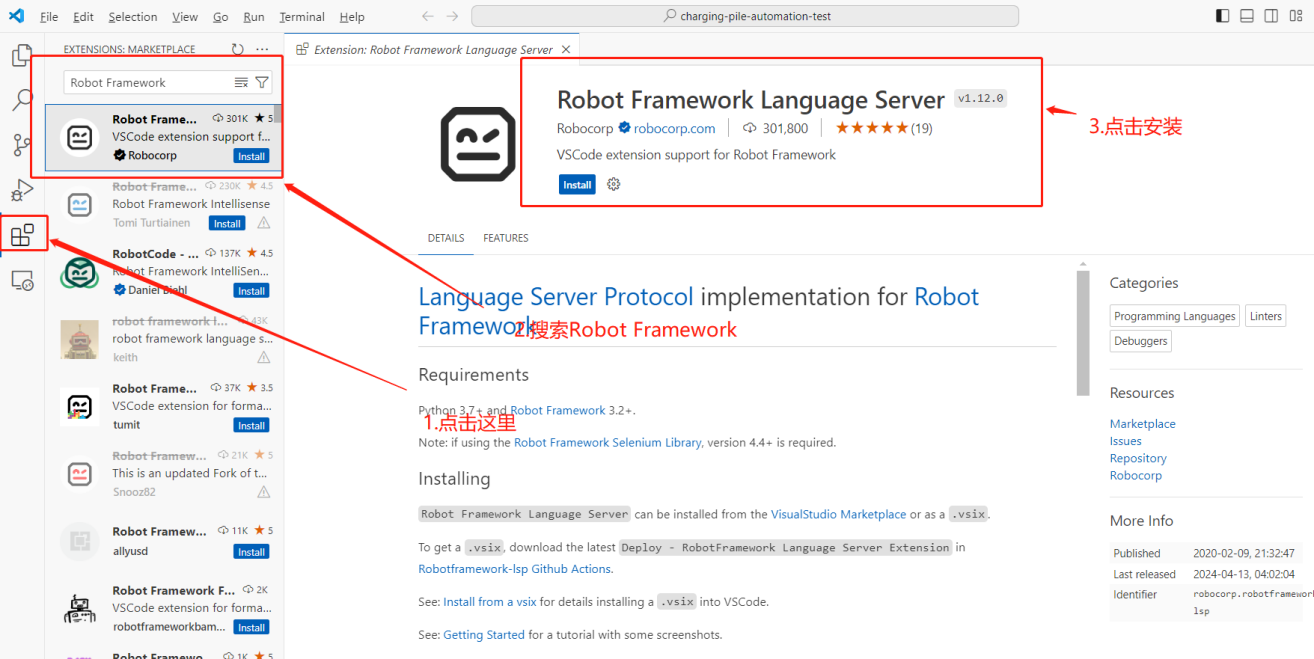 File Edit Selection View Go Run Terminal Help
charging-pile-automation-test
EXTENSIONS: MARKETPLACE
Robot Framework
Robot Frame... 301K ★ 5
VSCode extension support f...
Robocorp Install
Robot Frame... 230K ★ 4.5
Robot Framework Intellisense
Tomi Turtiainen Install
RobotCode - ... 137K ★ 4.5
Robot Framework IntelliSen...
Daniel Biehl Install
robot framework l... 43K
robot framework language s...
keith
Robot Frame... 37K ★ 3.5
VSCode extension for forma...
tumit Install
Robot Framew... 21K ★ 5
This is an updated Fork of t...
Snooz82
Robot Framew... 11K ★ 5
allyusd Install
Robot Framework F... 2K
VSCode extension for forma...
robotframeworkbam... Install
Robot Framewo... 1K ★ 5
Extension: Robot Framework Language Server
Robot Framework Language Server v1.12.0
Robocorp robocorp.com 301,800 ★★★★★(19)
VSCode extension support for Robot Framework
Install
3.点击安装
DETAILS FEATURES
Language Server Protocol implementation for Robot
Framework
2.搜索Robot Framework
Requirements
Python 3.7+ and Robot Framework 3.2+.
1.点击这里
Note: if using the Robot Framework Selenium Library, version 4.4+ is required.
Installing
Robot Framework Language Server can be installed from the VisualStudio Marketplace or as a .vsix.
To get a .vsix, download the latest Deploy - RobotFramework Language Server Extension in
Robotframework-lsp Github Actions.
See: Install from a vsix for details installing a .vsix into VSCode.
See: Getting Started for a tutorial with some screenshots.
Categories
Programming Languages Linters
Debuggers
Resources
Marketplace
Issues
Repository
Robocorp
More Info
Published 2020-02-09, 21:32:47
Last released 2024-04-13, 04:02:04
Identifier robocorp.robotframework
lsp